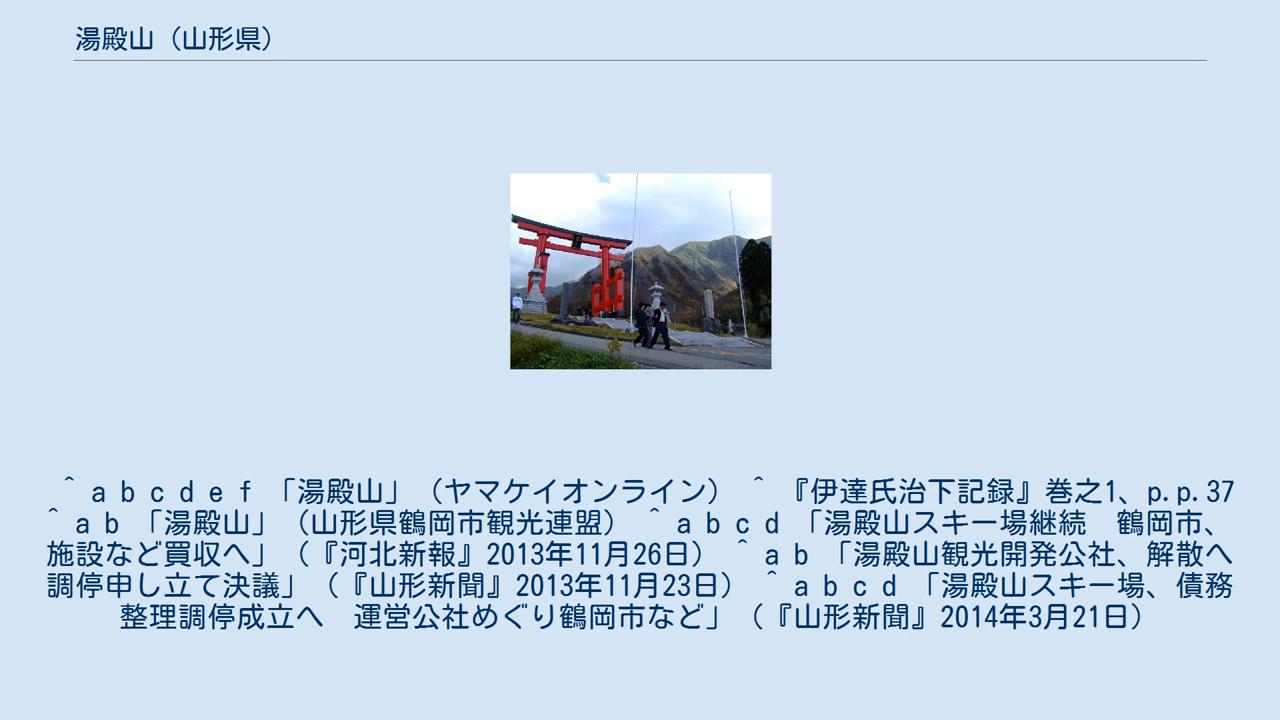 湯殿山（山形県）
^ a b c d e f 「湯殿山」（ヤマケイオンライン） ^ 『伊達氏治下記録』巻之1、p.p.37
^ a b 「湯殿山」（山形県鶴岡市観光連盟） ^ a b c d 「湯殿山スキー場継続　鶴岡市、
施設など買収へ」（『河北新報』2013年11月26日） ^ a b 「湯殿山観光開発公社、解散へ
調停申し立て決議」（『山形新聞』2013年11月23日） ^ a b c d 「湯殿山スキー場、債務
整理調停成立へ　運営公社めぐり鶴岡市など」（『山形新聞』2014年3月21日）